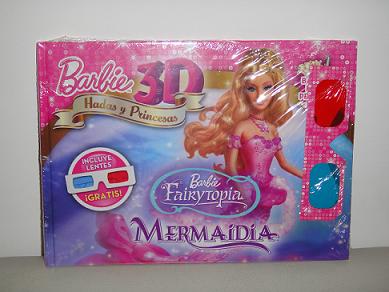 Barbie 3D
Hadas y Princesas
INCLUYE
LENTES
¡GRATIS!
Barbie
FAIRYTOPIA
MERMAIDIA